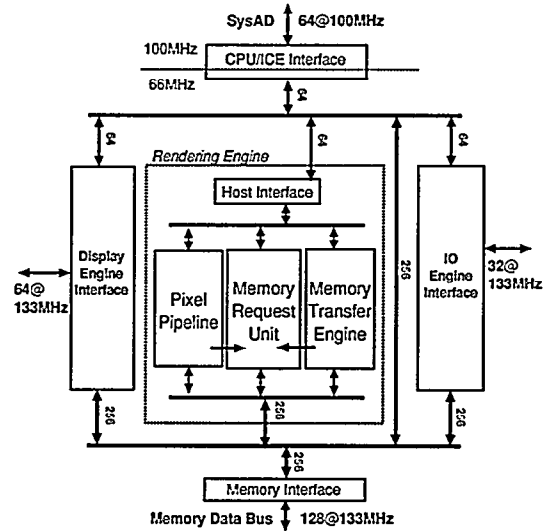 SysAD 64@100MHz
100MHz
CPU/ICE Interface
66MHz
64
64
64
64
Rendering Engine
Host Interface
Display
Engine
Interface
64@
133MHz
Pixel
Pipeline
Memory
Request
Unit
Memory
Transfer
Engine
256
IO
Engine
Interface
32@
133MHz
256
256
256
256
Memory Interface
Memory Data Bus 128@133MHz